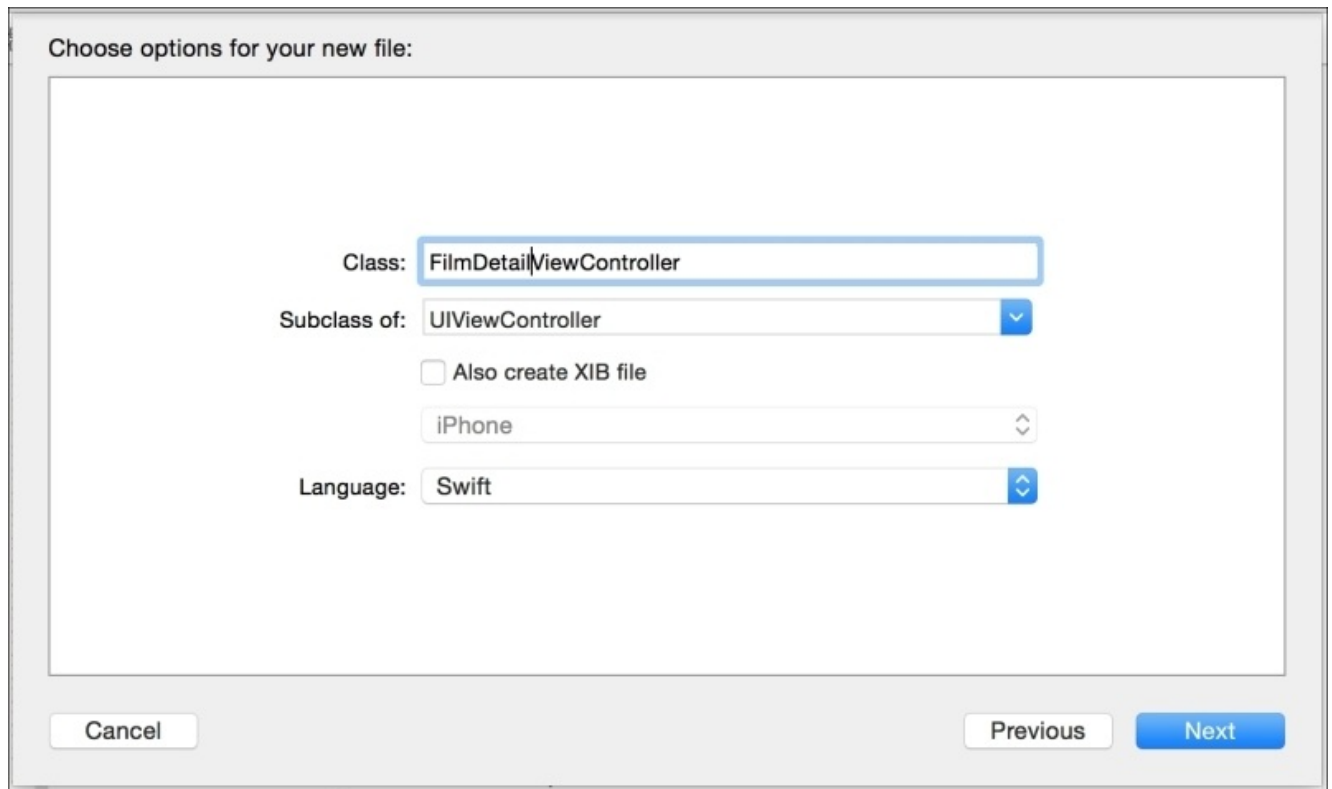 Choose options for your new file:
Class: FilmDetailViewController
Subclass of: UIViewController
Also create XIB file
iPhone
Language: Swift
Cancel Previous Next